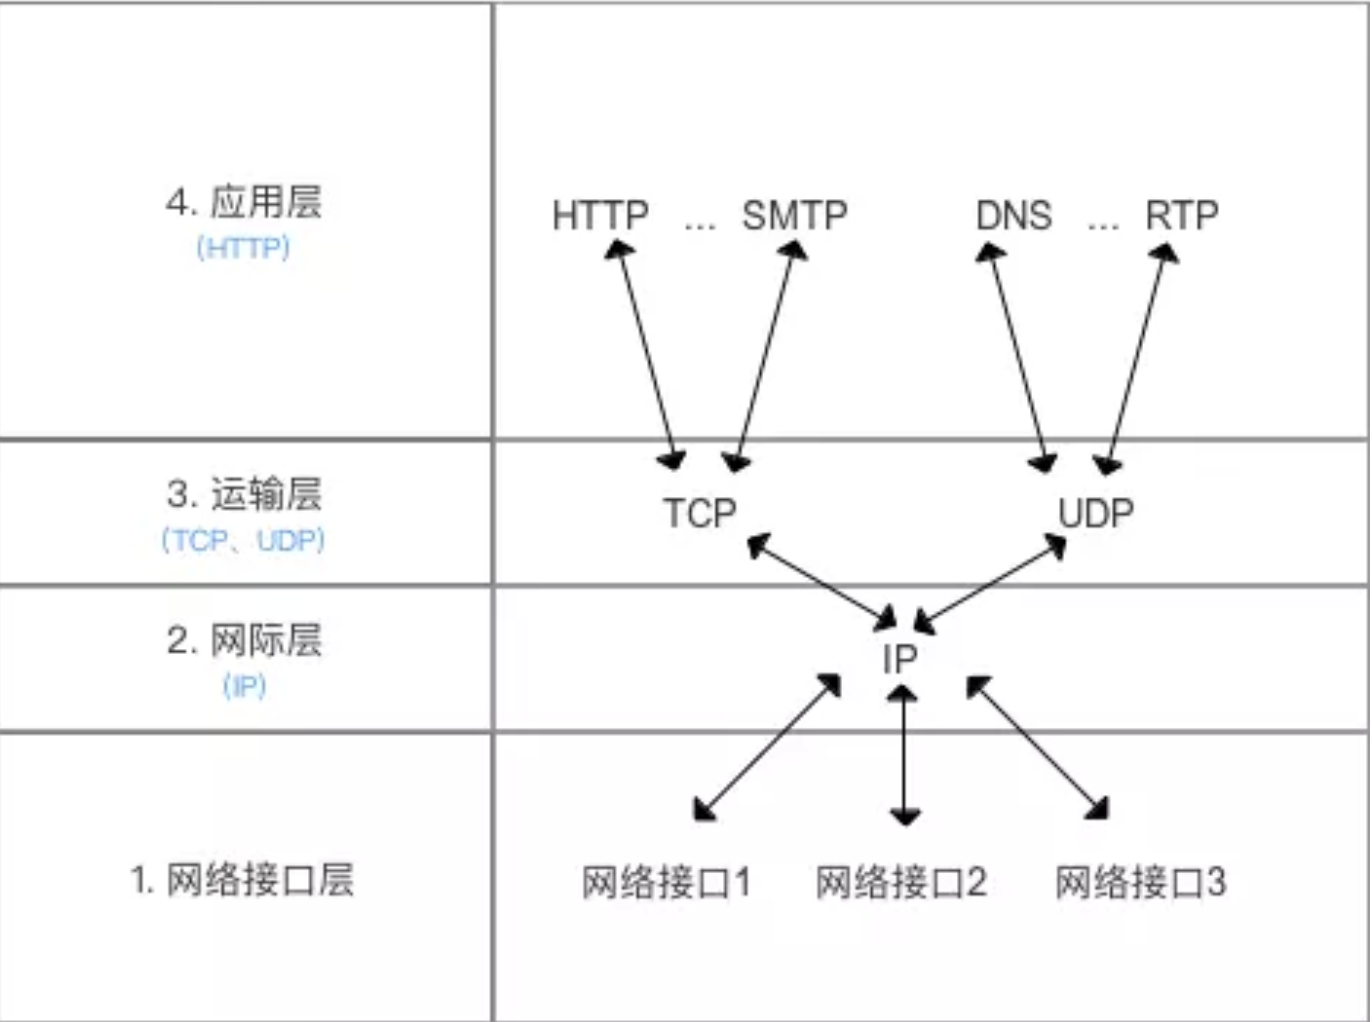 4. 应用层
(HTTP)
HTTP ... SMTP
DNS ... RTP
3. 运输层
(TCP、UDP)
TCP
UDP
2. 网际层
(IP)
IP
1. 网络接口层
网络接口1
网络接口2
网络接口3